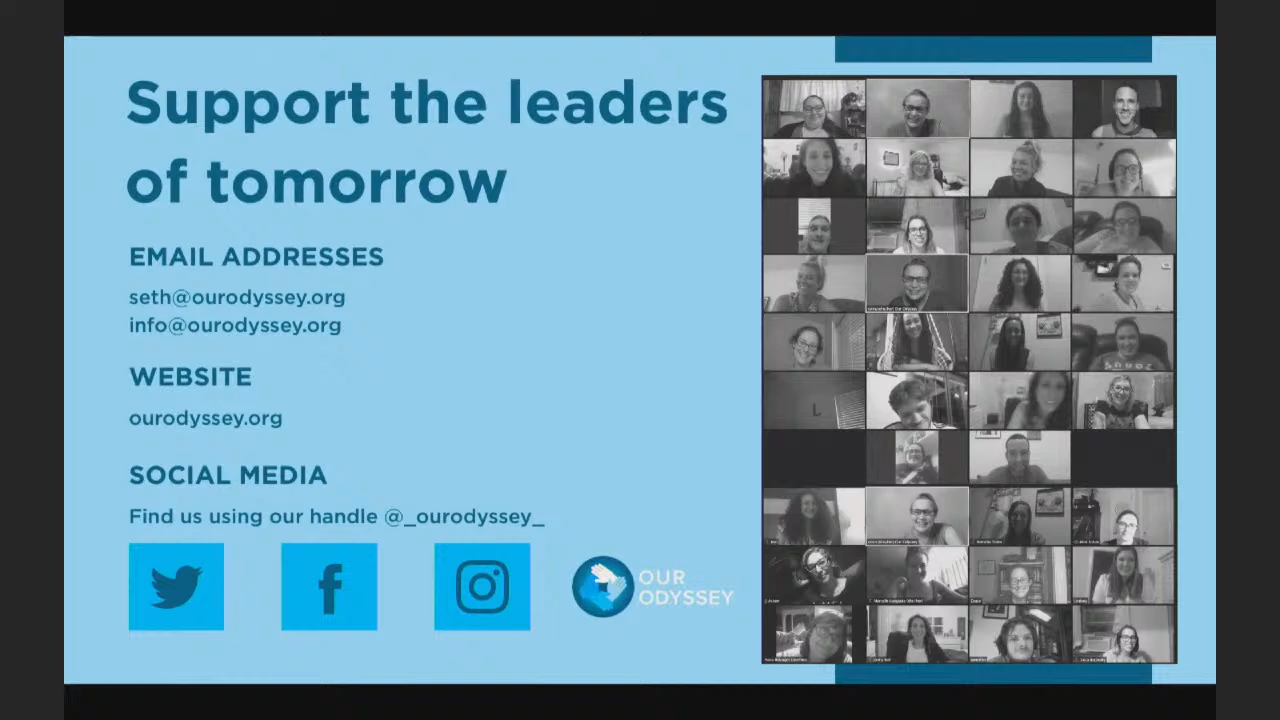 Support the leaders
of tomorrow
EMAIL ADDRESSES
seth@ourodyssey.org
info@ourodyssey.org
WEBSITE
ourodyssey.org
SOCIAL MEDIA
Find us using our handle @_ourodyssey_
OUR
ODYSSEY